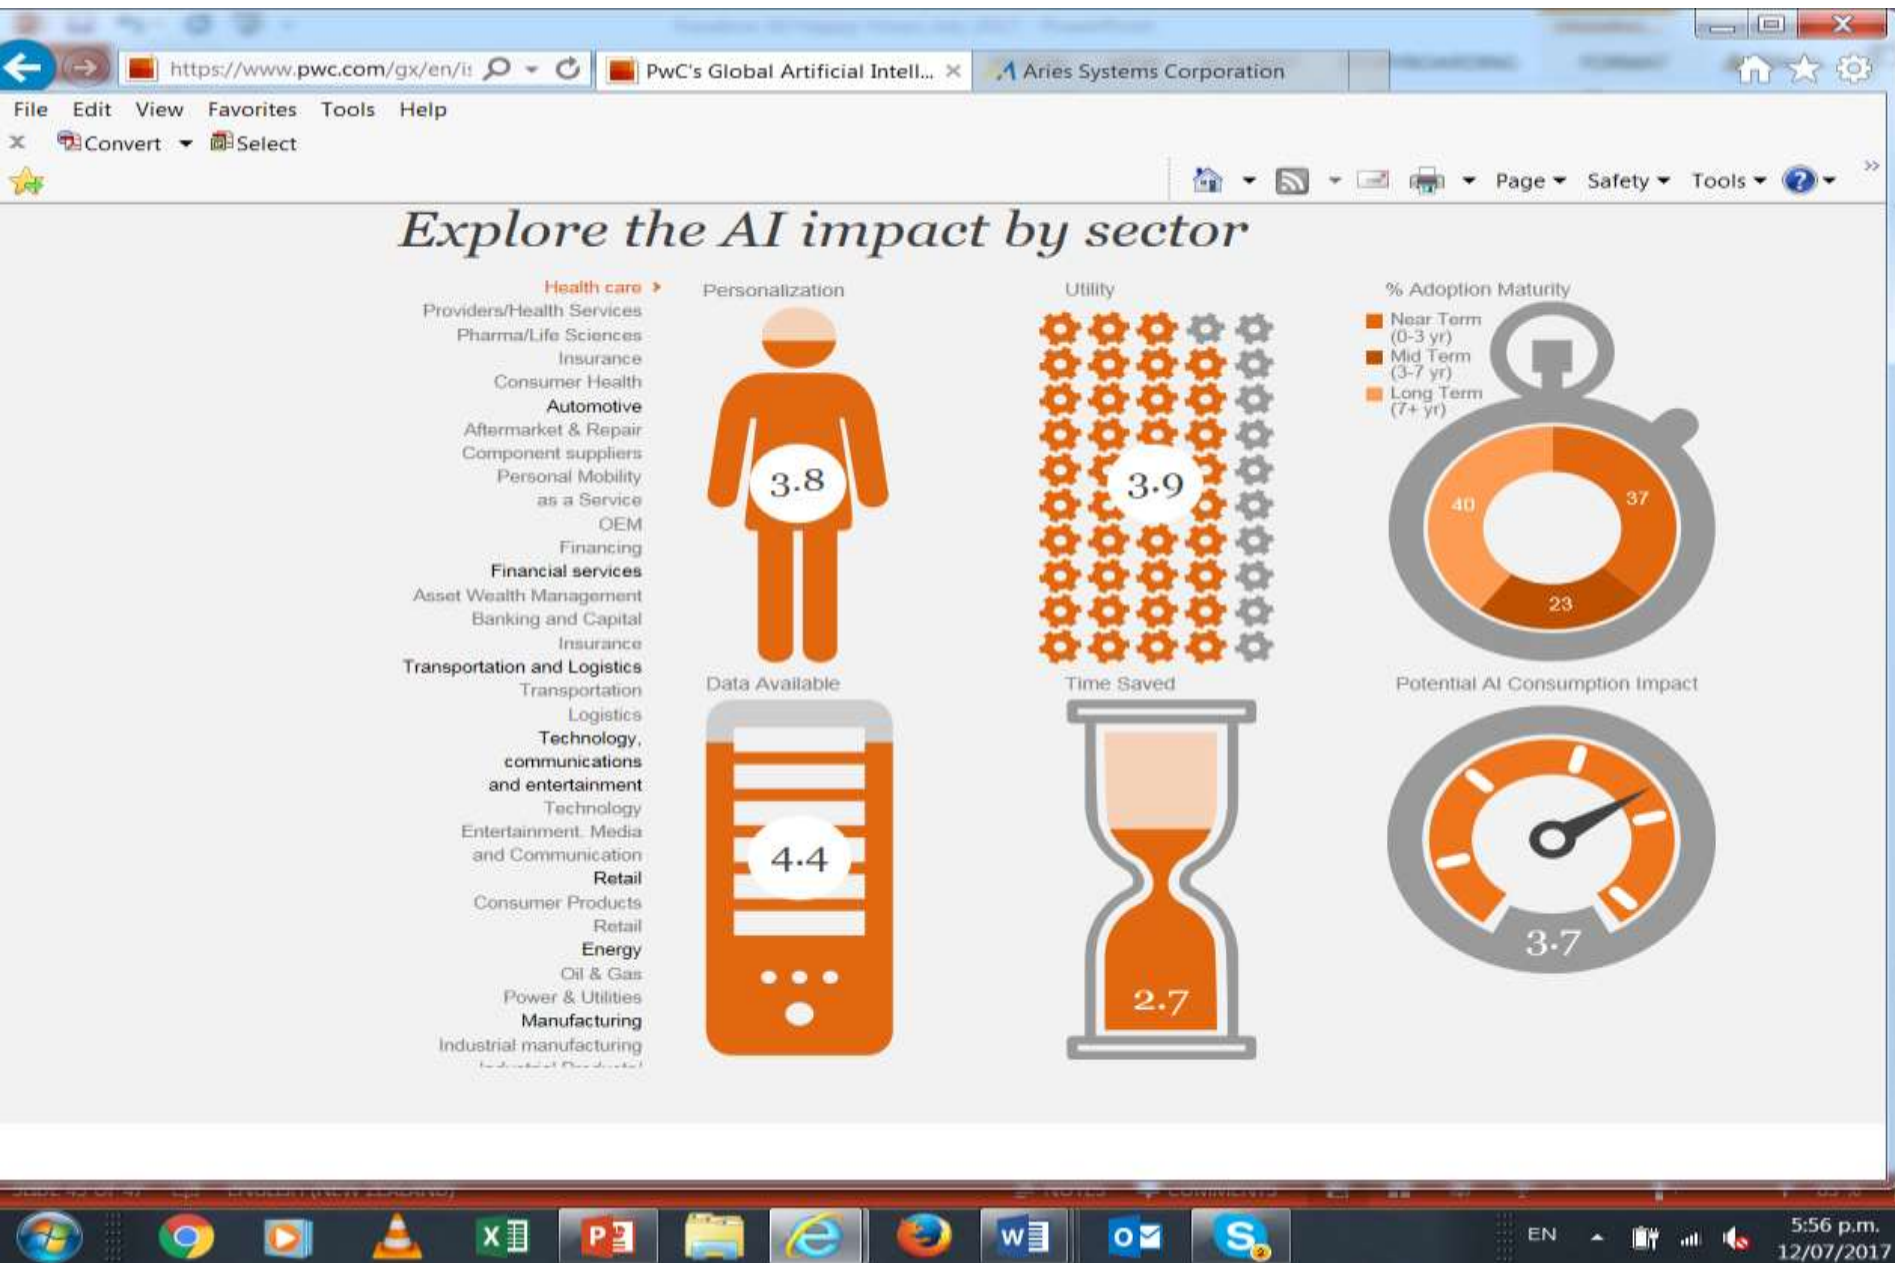 https://www.pwc.com/gx/en/i
PwC's Global Artificial Intell...
Aries Systems Corporation
File Edit View Favorites Tools Help
Convert Select
Page Safety Tools
Explore the AI impact by sector
Health care
Providers/Health Services
Pharma/Life Sciences
Insurance
Consumer Health
Automotive
Aftermarket & Repair
Component suppliers
Personal Mobility
as a Service
OEM
Financing
Financial services
Asset Wealth Management
Banking and Capital
Insurance
Transportation and Logistics
Transportation
Logistics
Technology,
communications
and entertainment
Technology
Entertainment. Media
and Communication
Retail
Consumer Products
Retail
Energy
Oil & Gas
Power & Utilities
Manufacturing
Industrial manufacturing
Personalization
3.8
Utility
3.9
% Adoption Maturity
Near Term
(0-3 yr)
Mid Term
(3-7 yr)
Long Term
(7+ yr)
40
37
23
Data Available
4.4
Time Saved
2.7
Potential AI Consumption Impact
3.7
EN
5:56 p.m.
12/07/2017